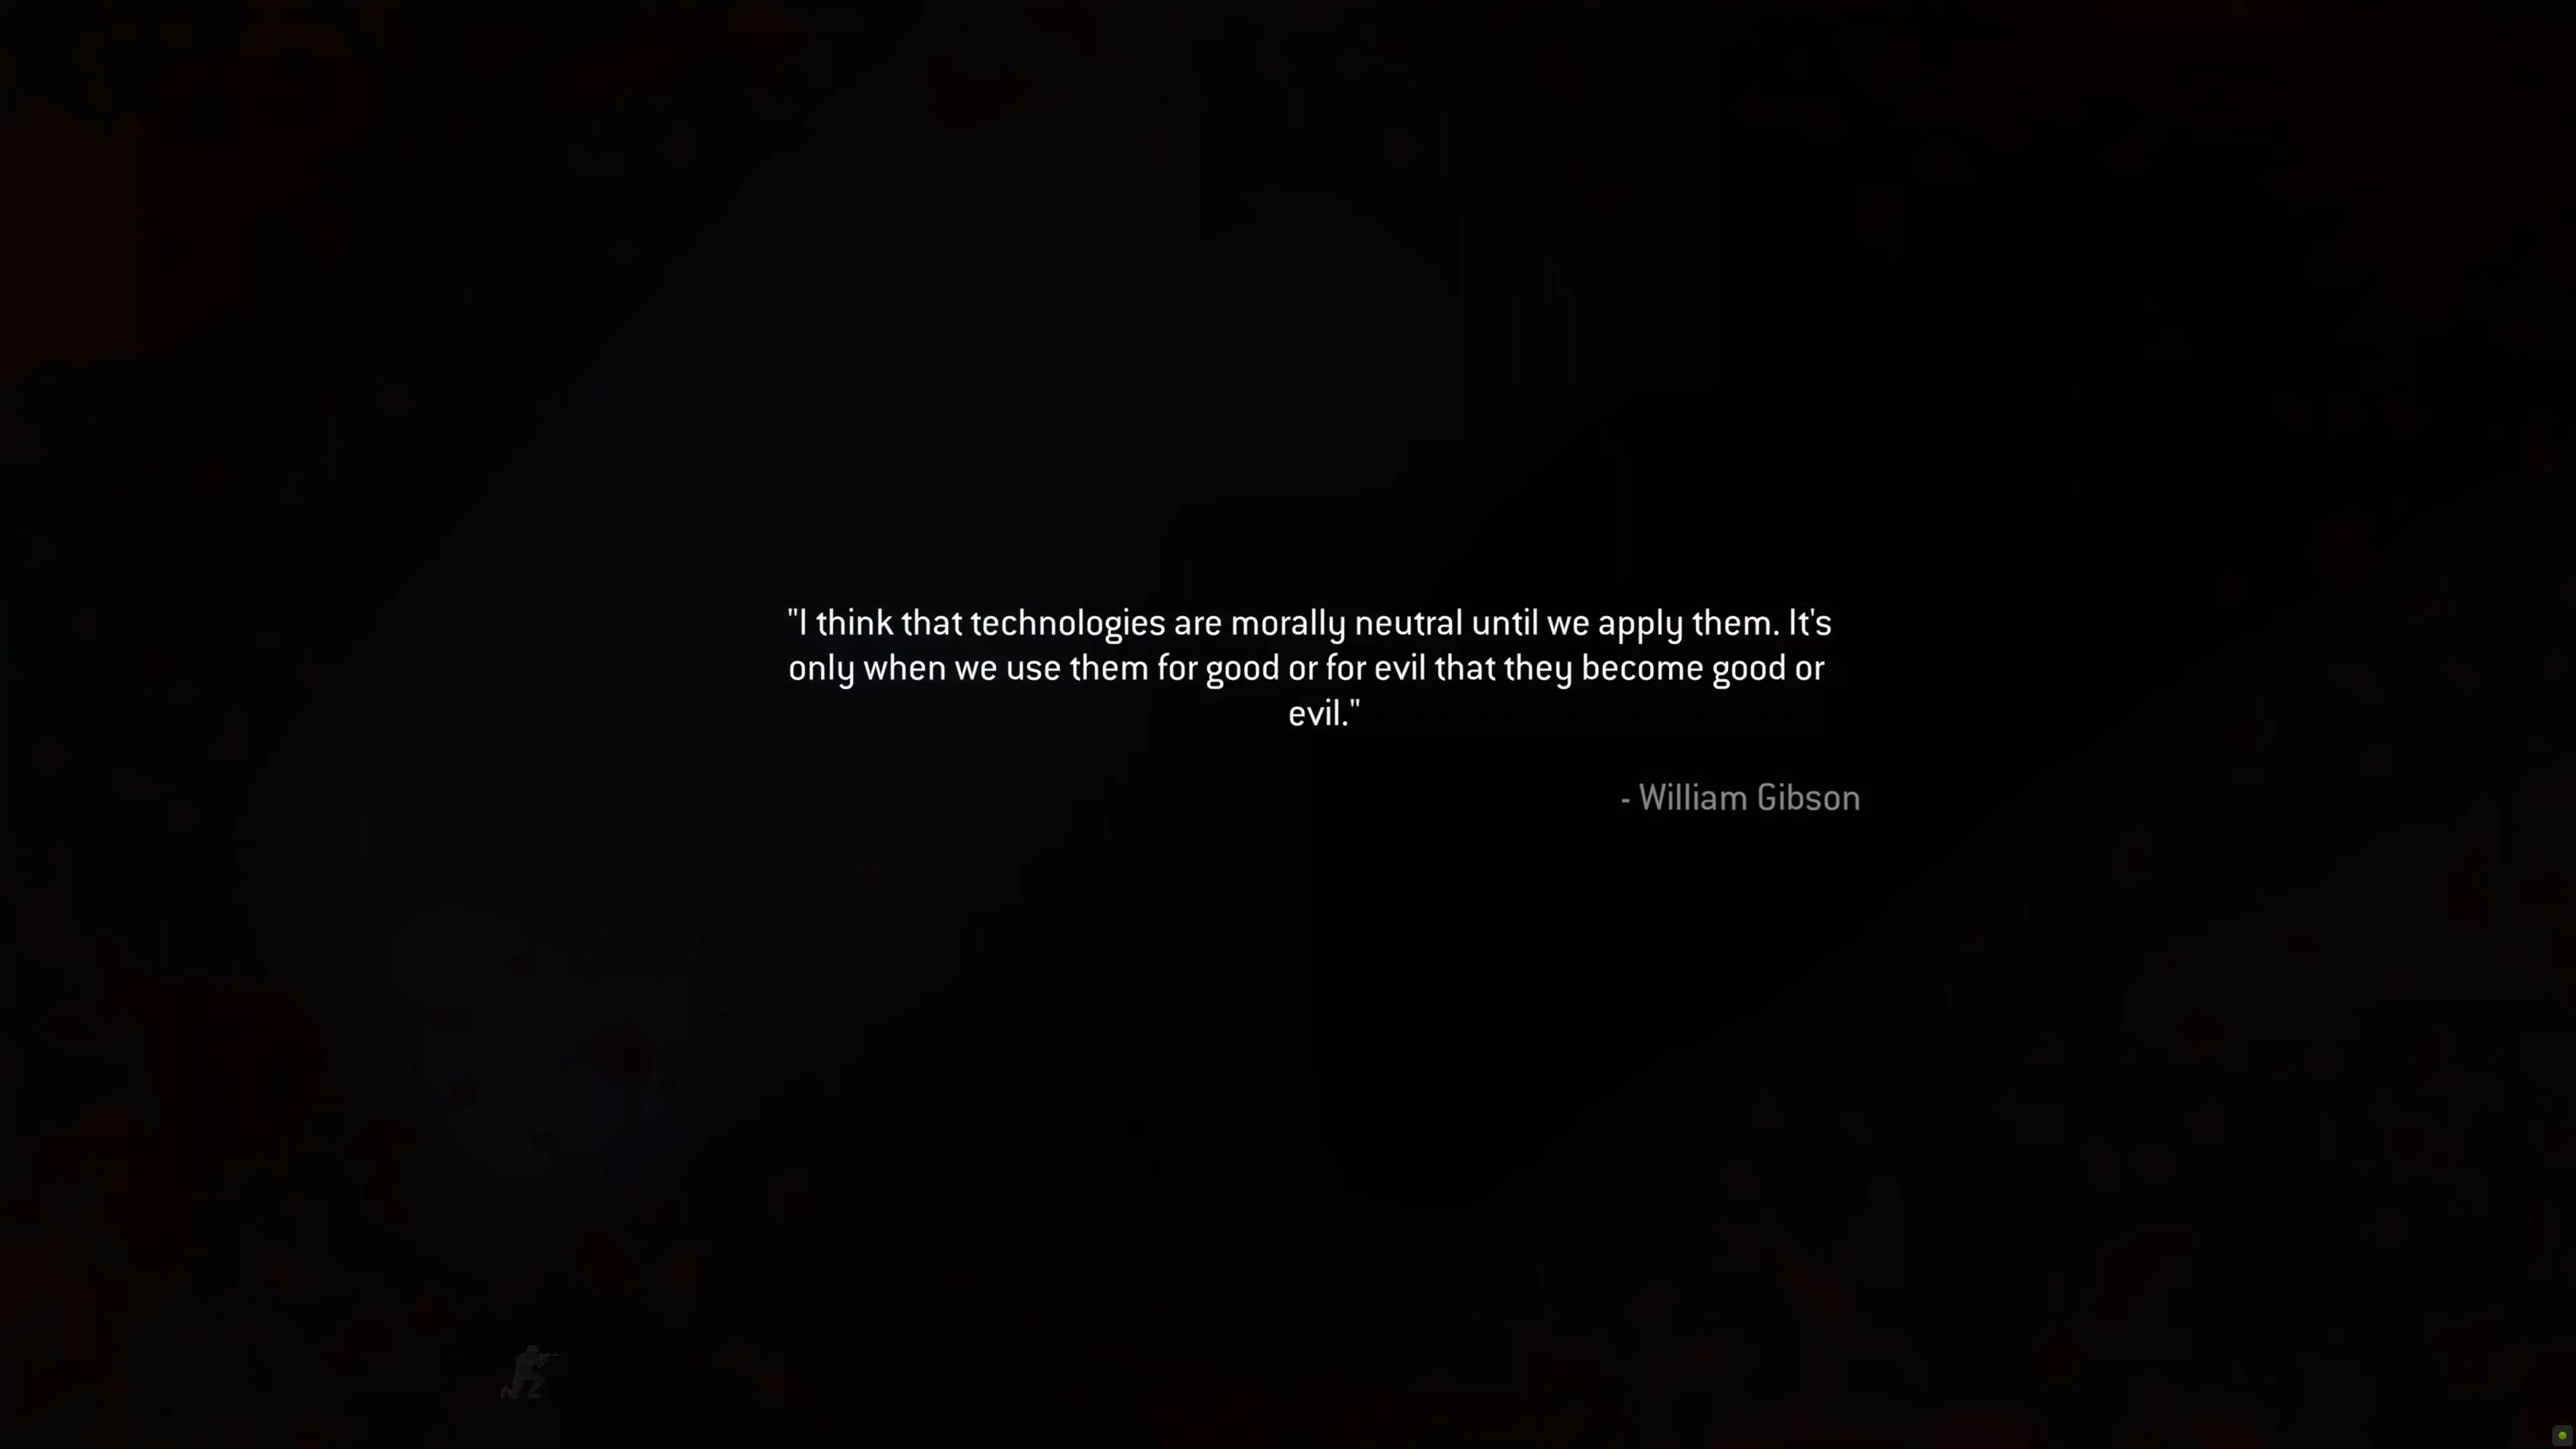 "I think that technologies are morally neutral until we apply them. It's
only when we use them for good or for evil that they become good or
evil."
- William Gibson